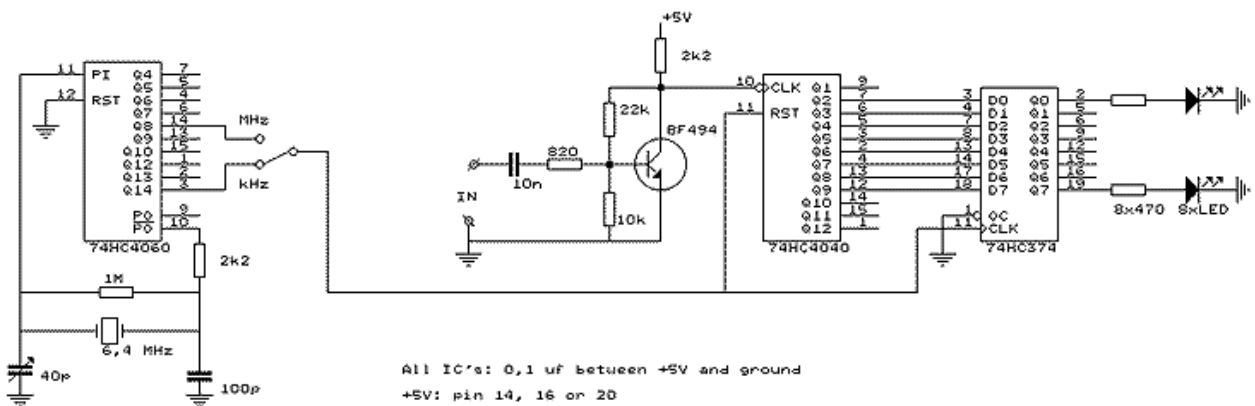 +5V
2k2
11 PI Q4 7
Q5 5
12 RST Q6 4
Q7 6
Q8 14
MHz
Q9 13
Q10 15
Q12 1
Q13 2
Q14 3
kHz
P0 9
P0 10
74HC4060
2k2
1M
6,4 MHz
40p
100p
IN
10n
820
22k
10k
BF494
10 CLK Q1 9
11 RST Q2 7
Q3 6
Q4 5
Q5 3
Q6 2
Q7 4
Q8 13
Q9 12
Q10 14
Q11 15
Q12 1
74HC4040
3 D0 Q0 2
4 D1 Q1 5
7 D2 Q2 6
8 D3 Q3 9
13 D4 Q4 12
14 D5 Q5 15
17 D6 Q6 16
18 D7 Q7 19
1 OC
11 CLK
74HC374
8x470
8xLED
All IC's: 0,1 uf between +5V and ground
+5V: pin 14, 16 or 20